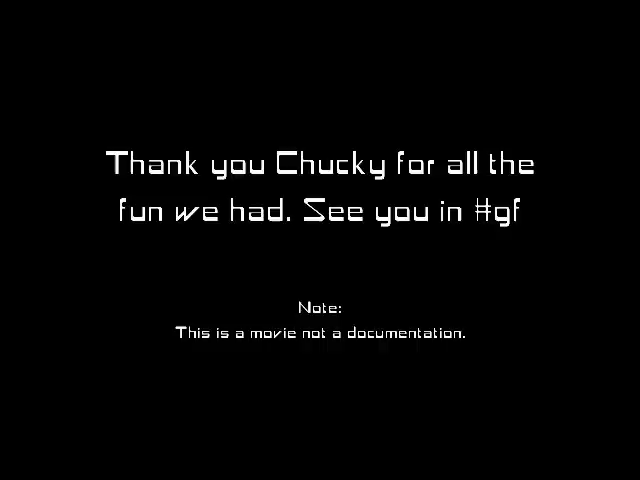 Thank you Chucky for all the
fun we had. See you in #gf
Note:
This is a movie not a documentation.